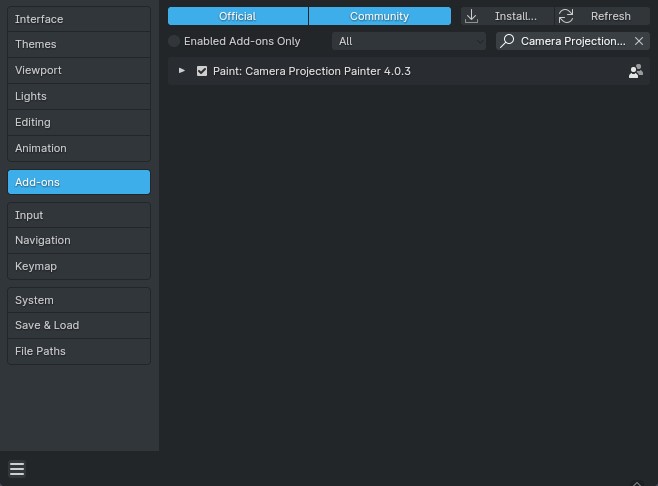 Interface
Themes
Viewport
Lights
Editing
Animation
Add-ons
Input
Navigation
Keymap
System
Save & Load
File Paths
Official
Community
Install...
Refresh
Enabled Add-ons Only
All
Camera Projection...
Paint: Camera Projection Painter 4.0.3